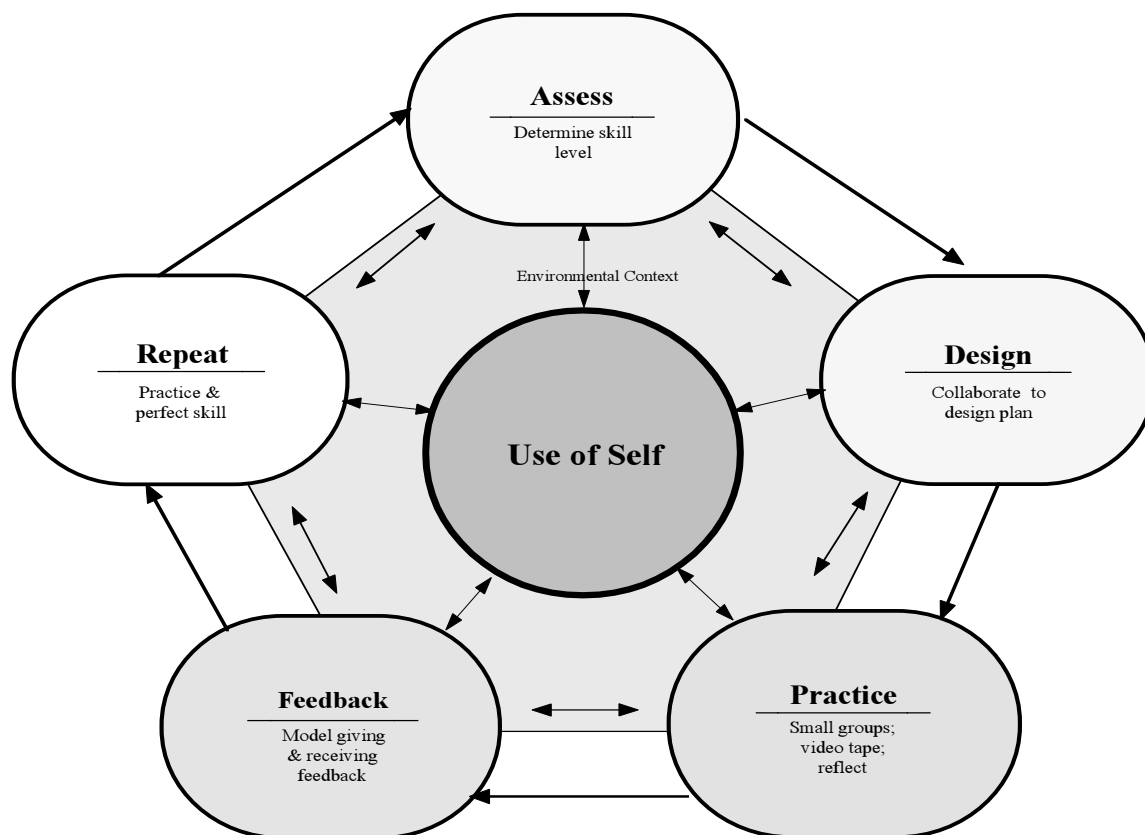 Assess
Determine skill
level
Environmental Context
Repeat
Practice &
perfect skill
Design
Collaborate to
design plan
Use of Self
Feedback
Model giving
& receiving
feedback
Practice
Small groups;
video tape;
reflect